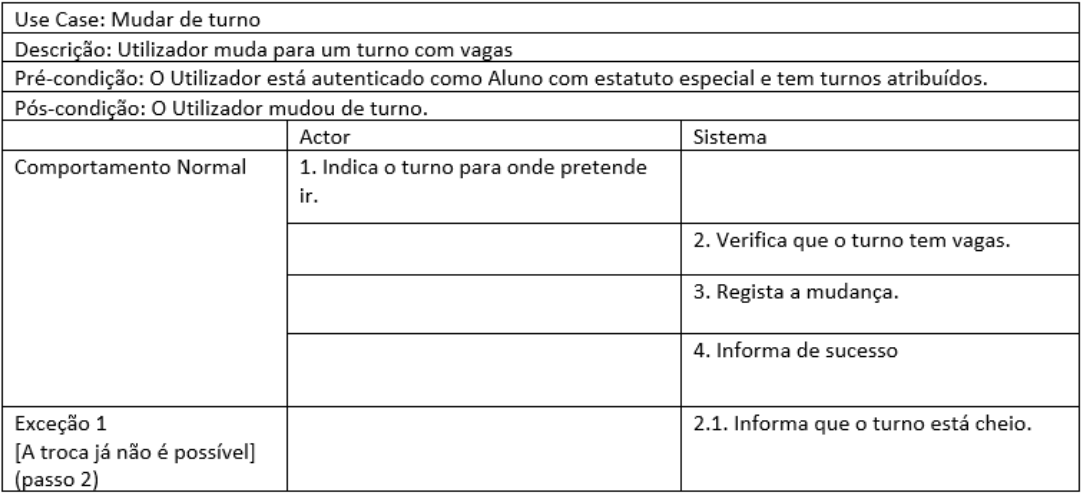 Use Case: Mudar de turno
Descrição: Utilizador muda para um turno com vagas
Pré-condição: O Utilizador está autenticado como Aluno com estatuto especial e tem turnos atribuídos.
Pós-condição: O Utilizador mudou de turno.
Actor
Sistema
Comportamento Normal
1. Indica o turno para onde pretende
ir.
2. Verifica que o turno tem vagas.
3. Regista a mudança.
4. Informa de sucesso
Exceção 1
[A troca já não é possível]
(passo 2)
2.1. Informa que o turno está cheio.